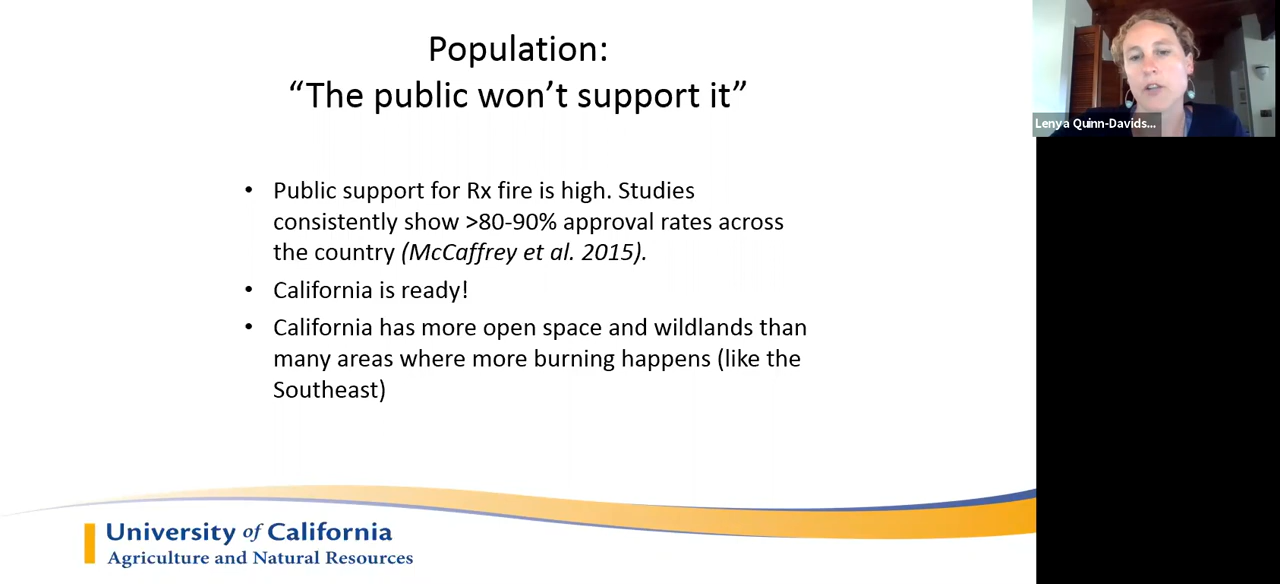 Population:
“The public won’t support it”
• Public support for Rx fire is high. Studies
consistently show >80-90% approval rates across
the country (McCaffrey et al. 2015).
• California is ready!
• California has more open space and wildlands than
many areas where more burning happens (like the
Southeast)
University of California
Agriculture and Natural Resources
Lenya Quinn-Davids...